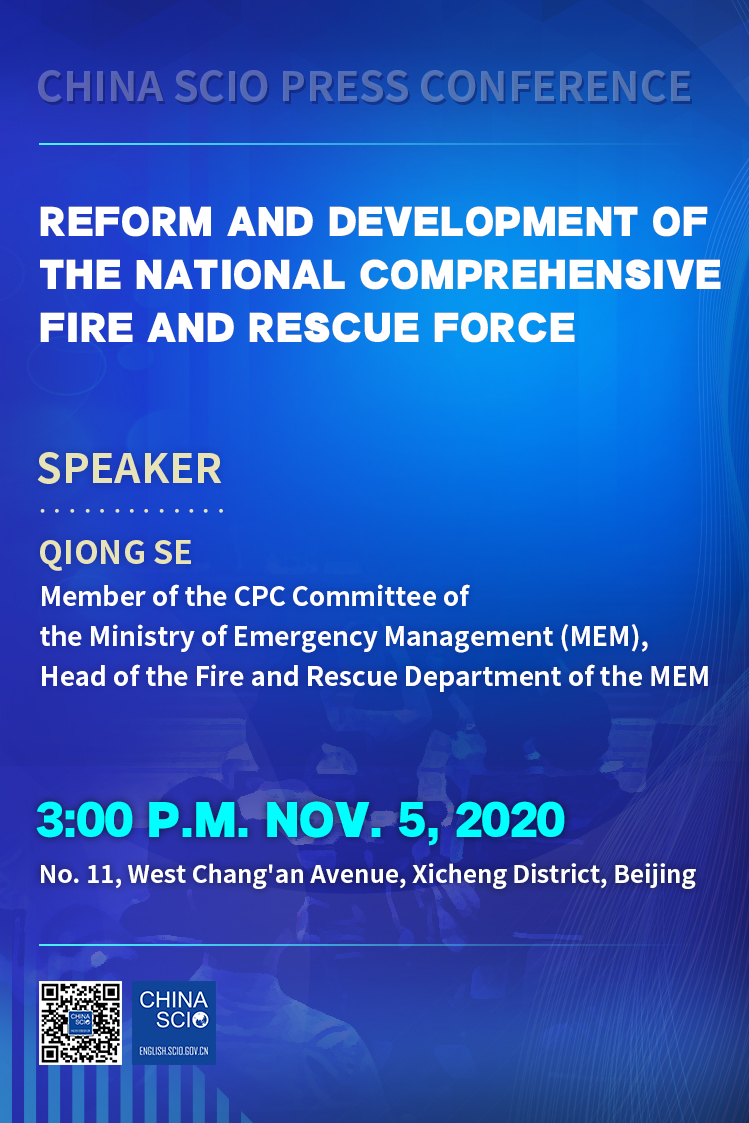 CHINA SCIO PRESS CONFERENCE
REFORM AND DEVELOPMENT OF
THE NATIONAL COMPREHENSIVE
FIRE AND RESCUE FORCE
SPEAKER
QIONG SE
Member of the CPC Committee of
the Ministry of Emergency Management (MEM),
Head of the Fire and Rescue Department of the MEM
3:00 P.M. NOV. 5, 2020
No. 11, West Chang'an Avenue, Xicheng District, Beijing
CHINA
SCIO
CHINA
SCIO
ENGLISH.SCIO.GOV.CN